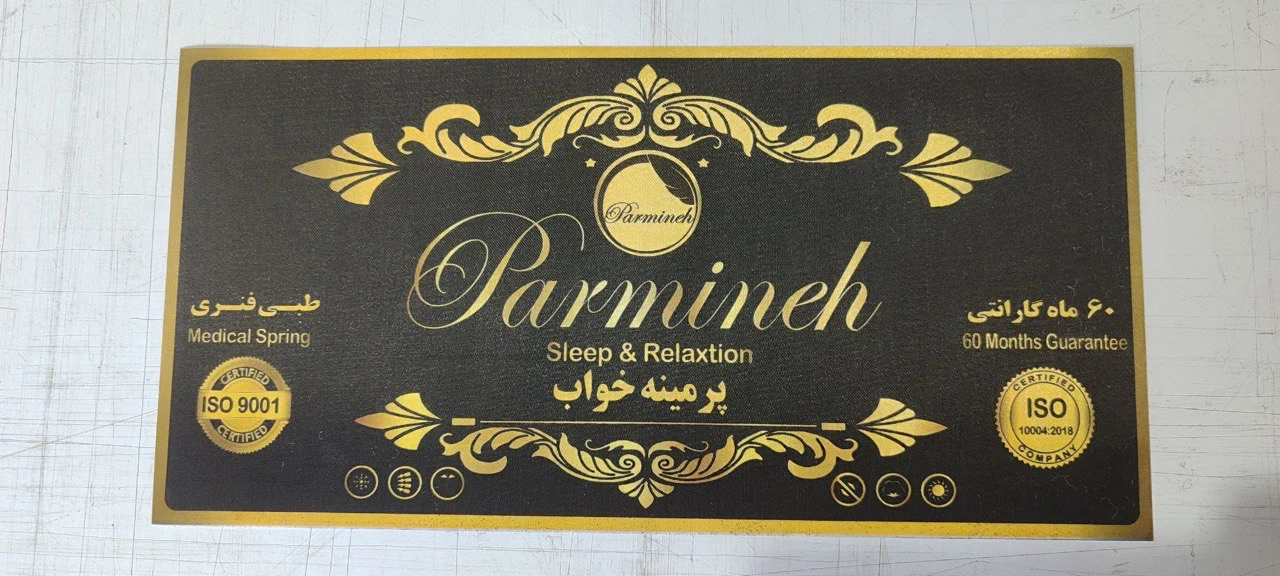 Parmineh
Parmineh
Sleep & Relaxtion
پرمینه خواب
طبی فنری
Medical Spring
CERTIFIED
ISO 9001
CERTIFIED
۶۰ ماه گارانتی
60 Months Guarantee
CERTIFIED
ISO
10004:2018
COMPANY